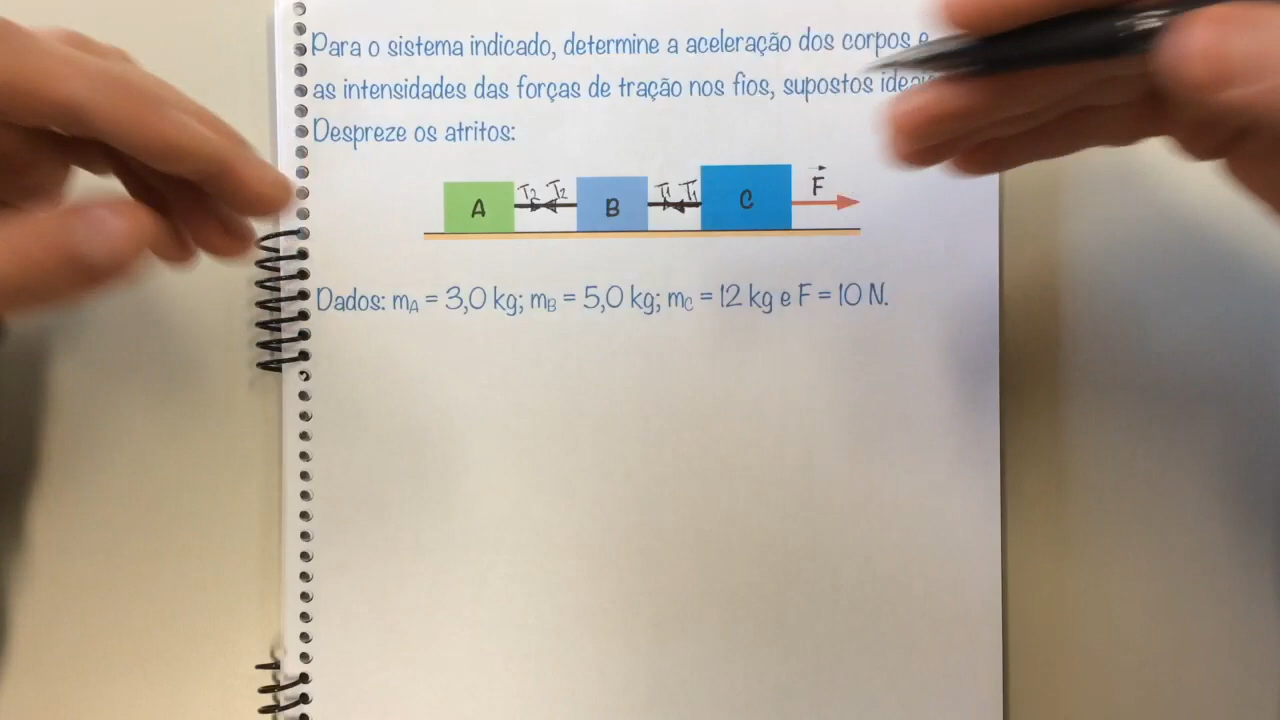 Para o sistema indicado, determine a aceleração dos corpos e
as intensidades das forças de tração nos fios, supostos
Despreze os atritos:
A T2 T2 B T1 T1 C F
Dados: mA = 3,0 kg; mB = 5,0 kg; mC = 12 kg e F = 10 N.